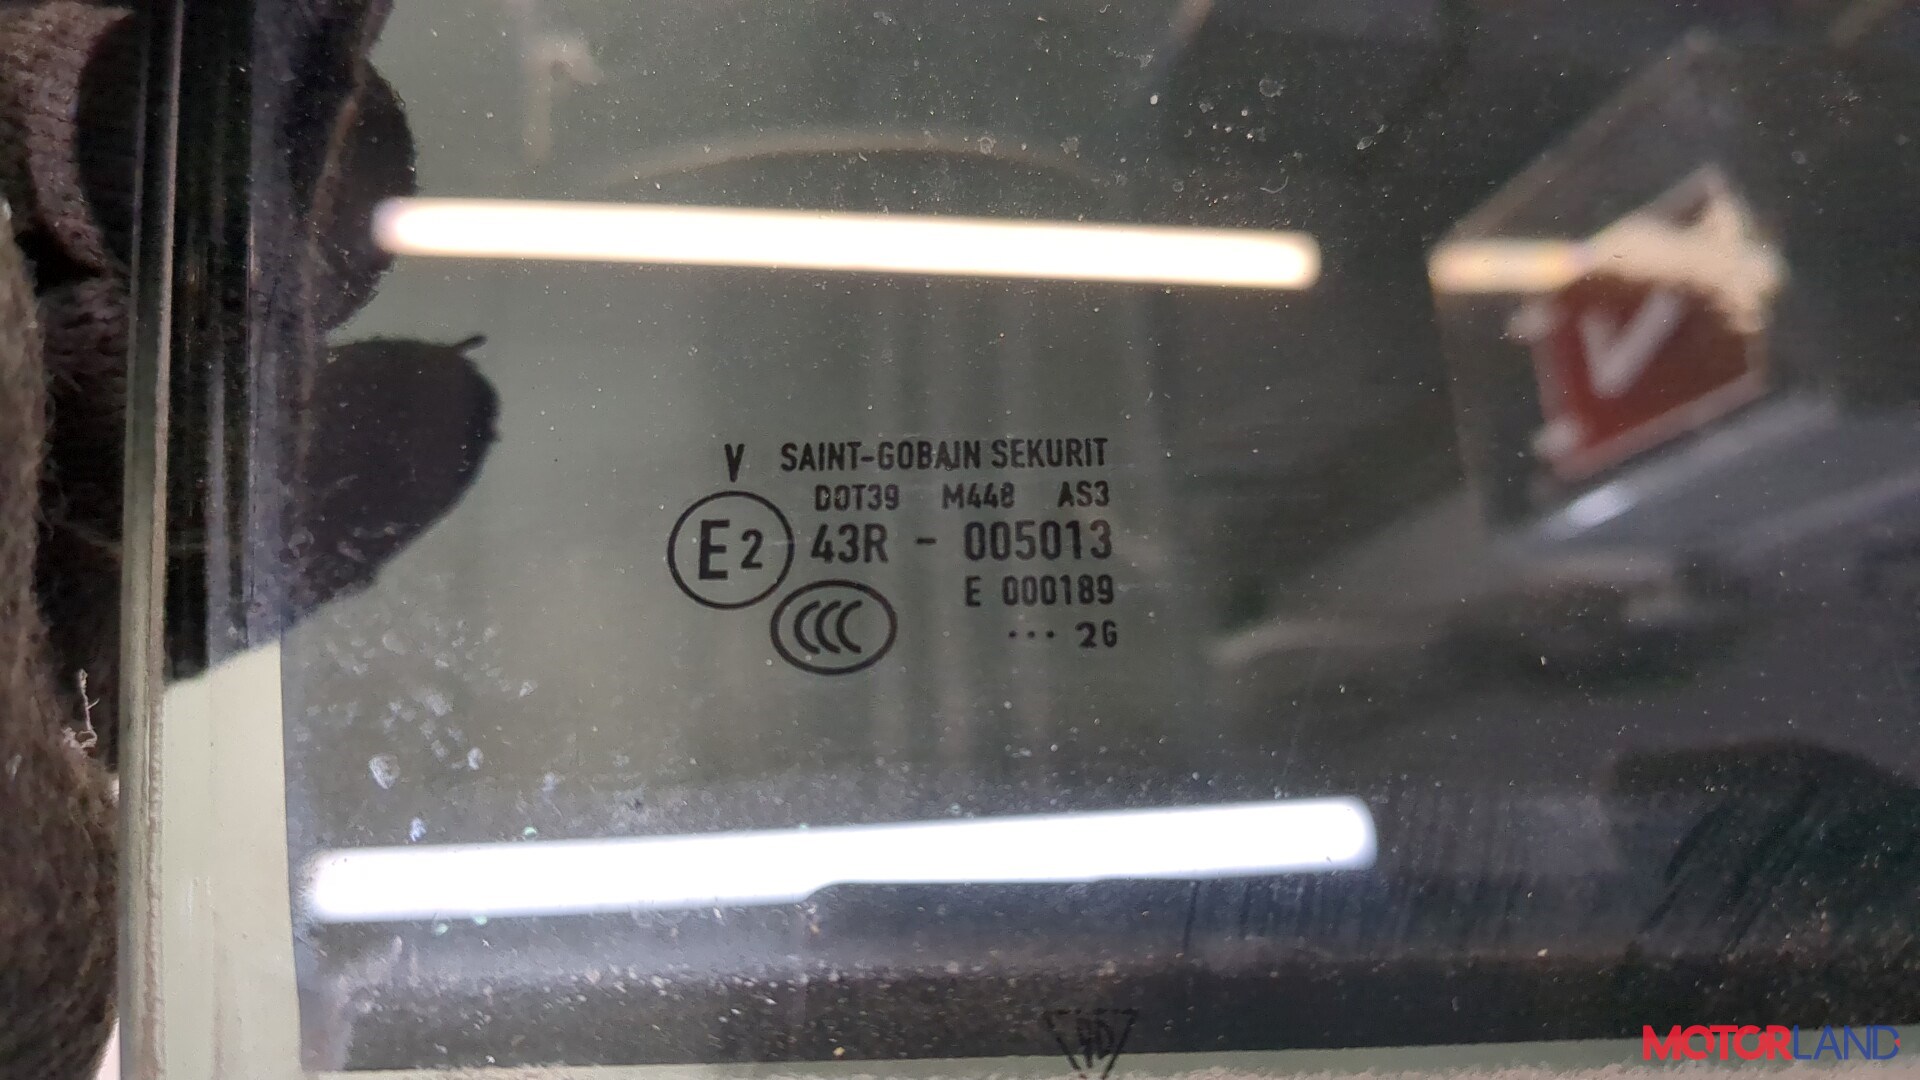 V SAINT-GOBAIN SEKURIT
DOT39 M448 AS3
E2 43R - 005013
CCC E 000189
... 2G
MOTORLAND